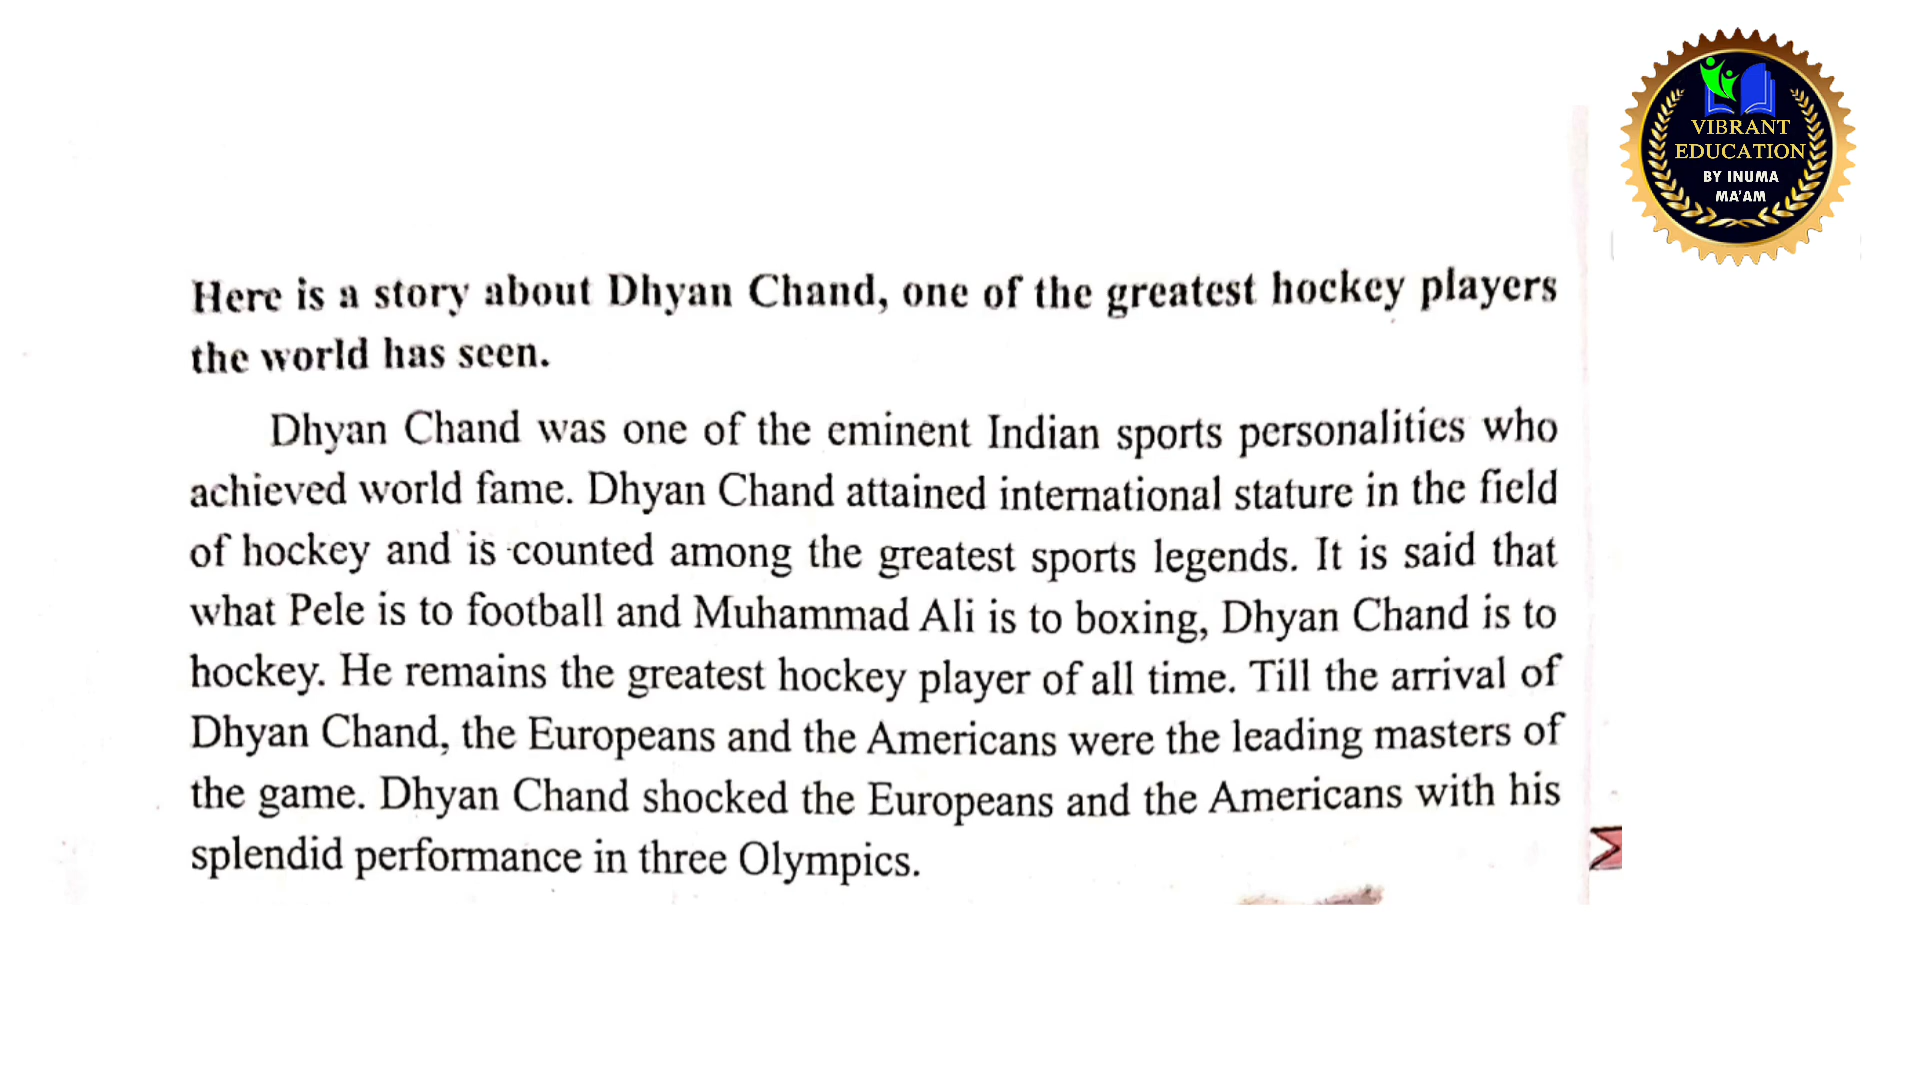 VIBRANT
EDUCATION
BY INUMA
MA'AM
Here is a story about Dhyan Chand, one of the greatest hockey players
the world has seen.
Dhyan Chand was one of the eminent Indian sports personalities who
achieved world fame. Dhyan Chand attained international stature in the field
of hockey and is counted among the greatest sports legends. It is said that
what Pele is to football and Muhammad Ali is to boxing, Dhyan Chand is to
hockey. He remains the greatest hockey player of all time. Till the arrival of
Dhyan Chand, the Europeans and the Americans were the leading masters of
the game. Dhyan Chand shocked the Europeans and the Americans with his
splendid performance in three Olympics.